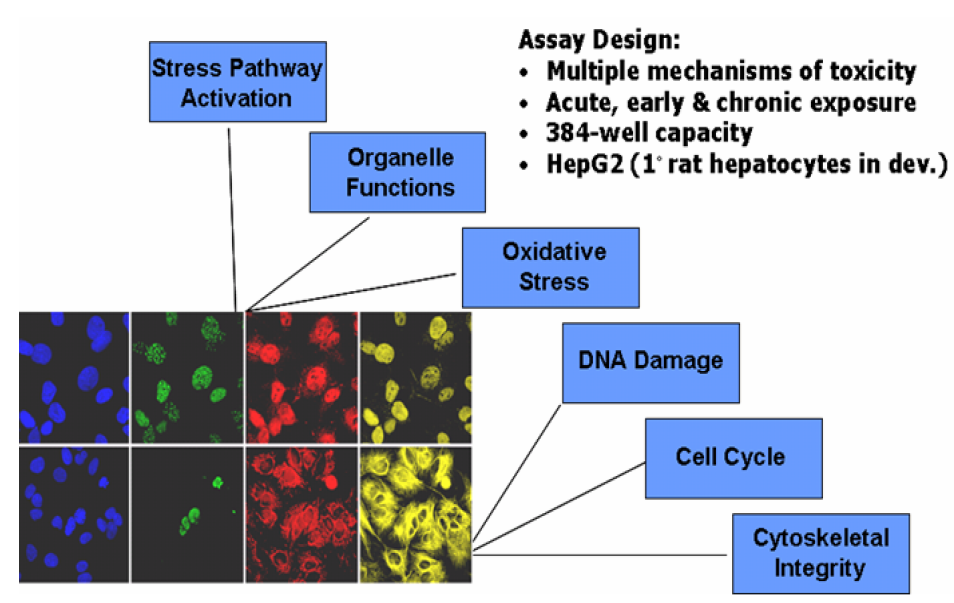 Assay Design:
• Multiple mechanisms of toxicity
• Acute, early & chronic exposure
• 384-well capacity
• HepG2 (1° rat hepatocytes in dev.)
Stress Pathway
Activation
Organelle
Functions
Oxidative
Stress
DNA Damage
Cell Cycle
Cytoskeletal
Integrity